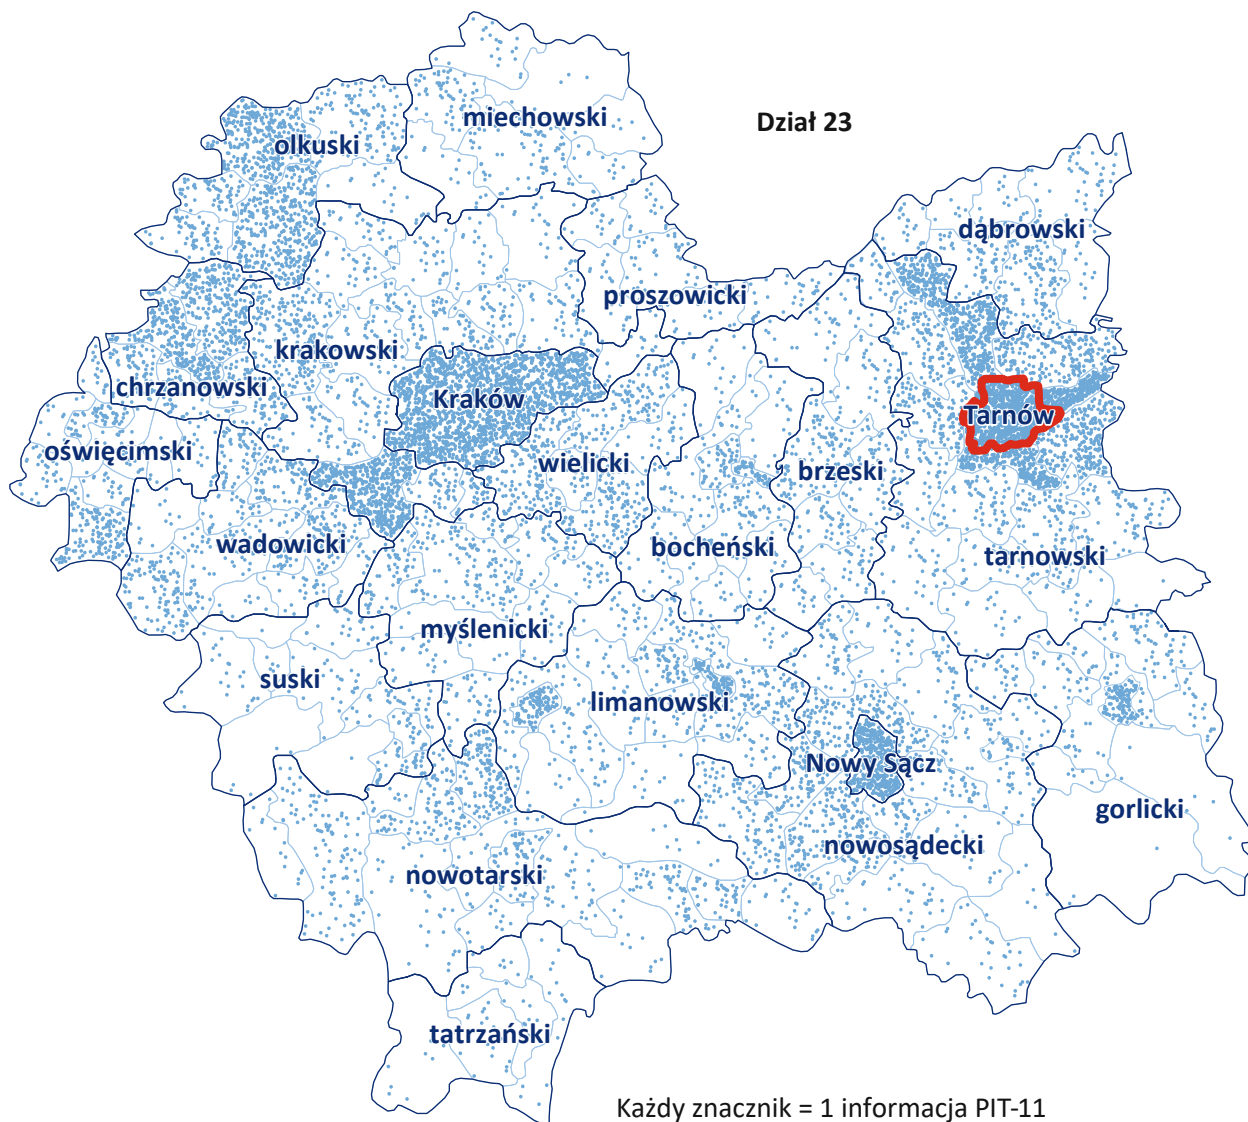 Dział 23
miechowski
olkuski
dąbrowski
proszowicki
krakowski
chrzanowski
Kraków
Tarnów
oświęcimski
wielicki
brzeski
wadowicki
bocheński
tarnowski
myślenicki
suski
limanowski
Nowy Sącz
gorlicki
nowosądecki
nowotarski
tatrzański
Każdy znacznik = 1 informacja PIT-11